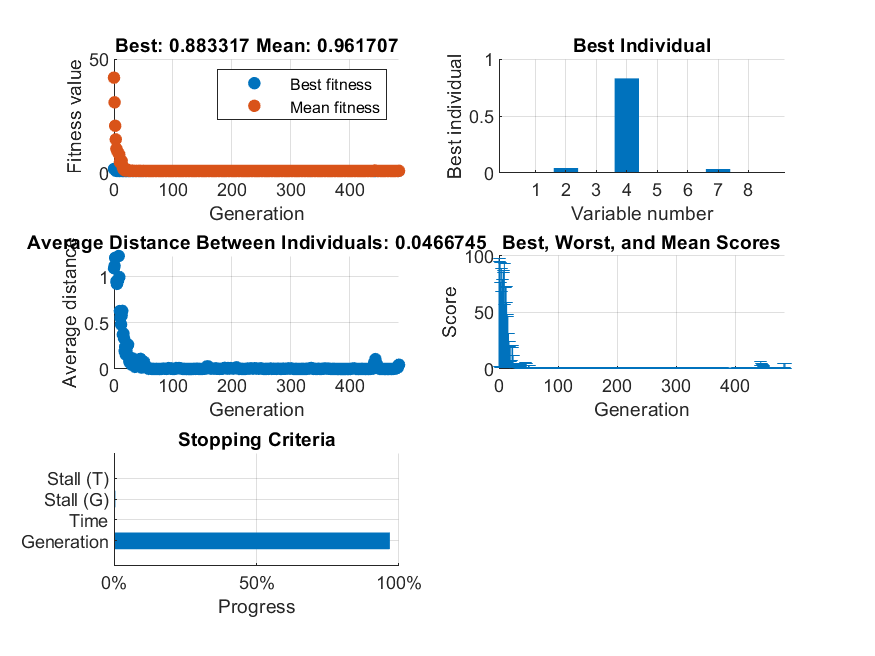 Best: 0.883317 Mean: 0.961707
Fitness value
50
0
Best fitness
Mean fitness
0 100 200 300 400
Generation
Best Individual
Best individual
1
0.5
0
1 2 3 4 5 6 7 8
Variable number
Average Distance Between Individuals: 0.0466745
Average distance
1
0.5
0
0 100 200 300 400
Generation
Best, Worst, and Mean Scores
Score
100
50
0
0 100 200 300 400
Generation
Stopping Criteria
Stall (T)
Stall (G)
Time
Generation
0% 50% 100%
Progress